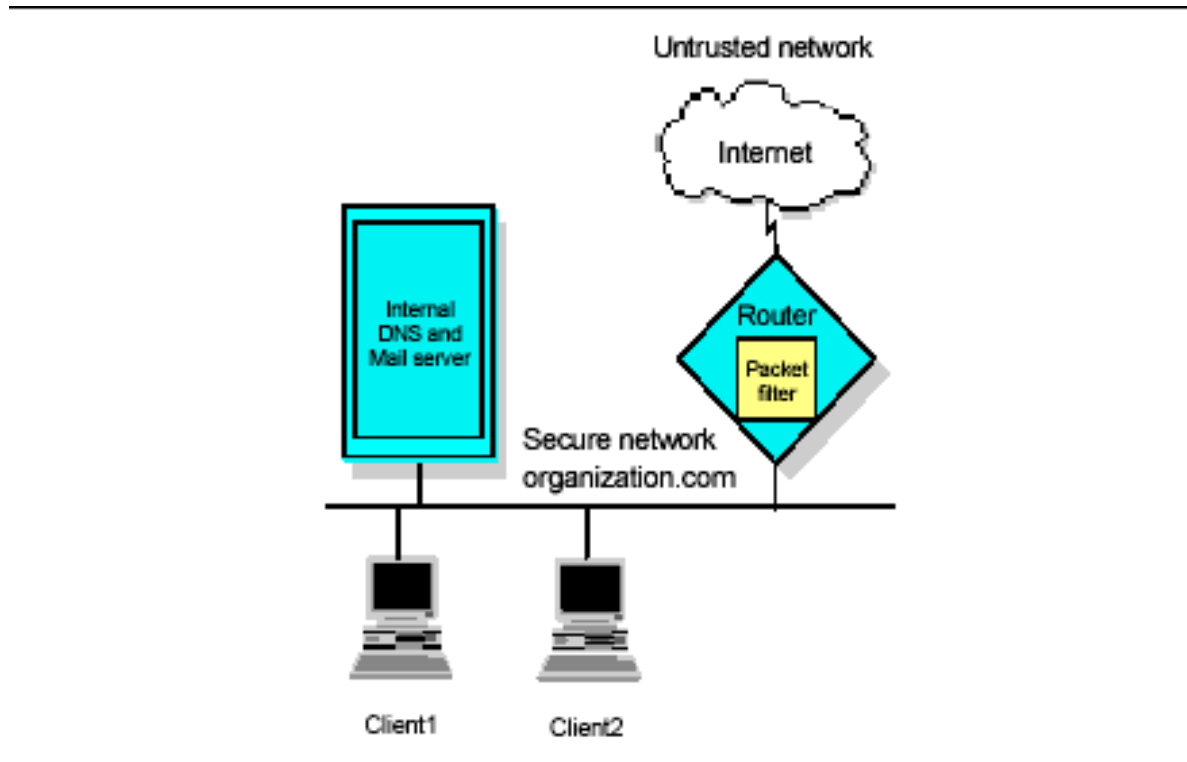 Untrusted network
Internet
Internal
DNS and
Mail server
Router
Packet
filter
Secure network
organization.com
Client1
Client2